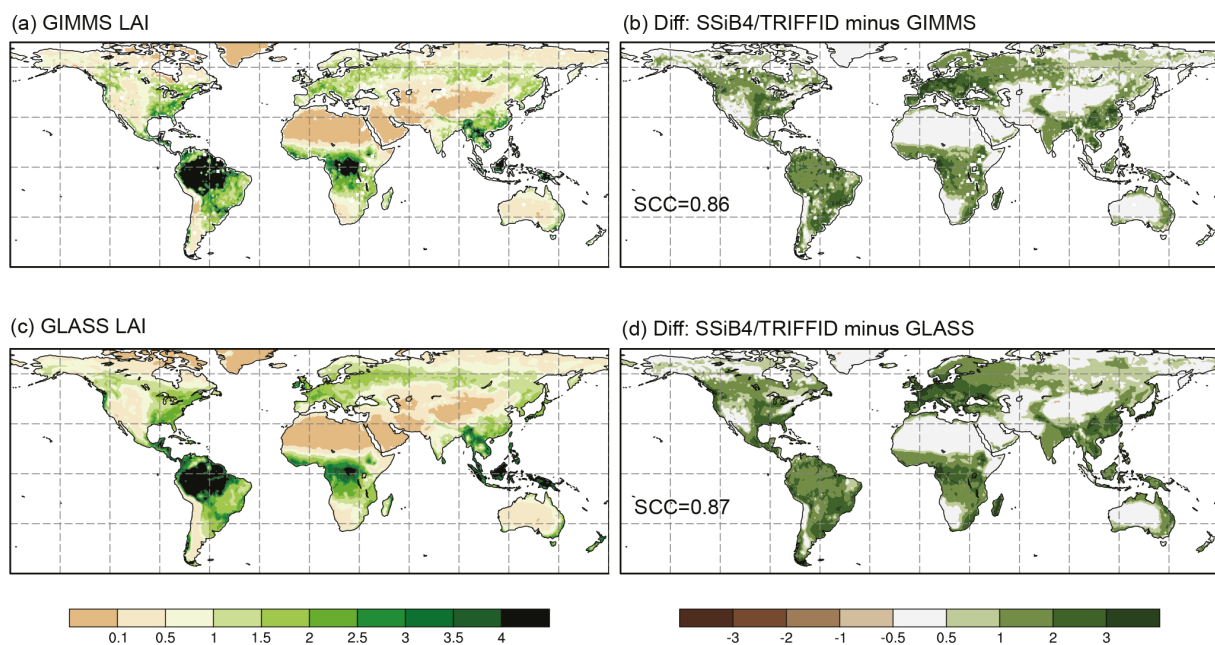 (a) GIMMS LAI
(b) Diff: SSiB4/TRIFFID minus GIMMS
SCC=0.86
(c) GLASS LAI
(d) Diff: SSiB4/TRIFFID minus GLASS
SCC=0.87
0.1 0.5 1 1.5 2 2.5 3 3.5 4
-3 -2 -1 -0.5 0.5 1 2 3